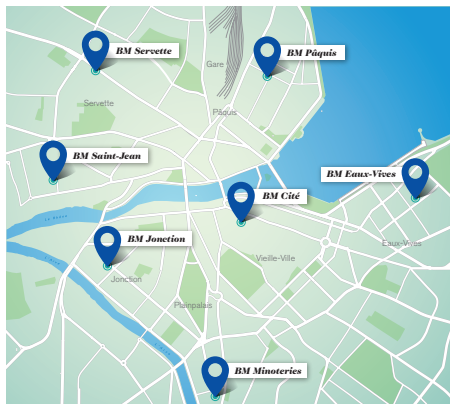 BM Servette
BM Pâquis
Gare
Servette
Pâquis
BM Saint-Jean
BM Eaux-Vives
BM Cité
BM Jonction
Eaux-Vives
Vieille-Ville
Jonction
Plainpalais
BM Minoteries